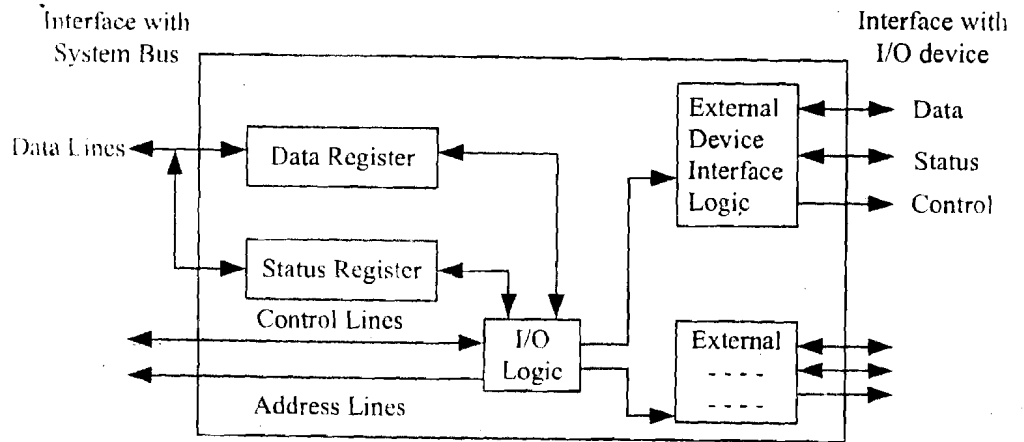 Interface with
System Bus
Interface with
I/O device
Data Lines
Data Register
Status Register
Control Lines
Address Lines
I/O
Logic
External
Device
Interface
Logic
Data
Status
Control
External
- - - -
- - - -